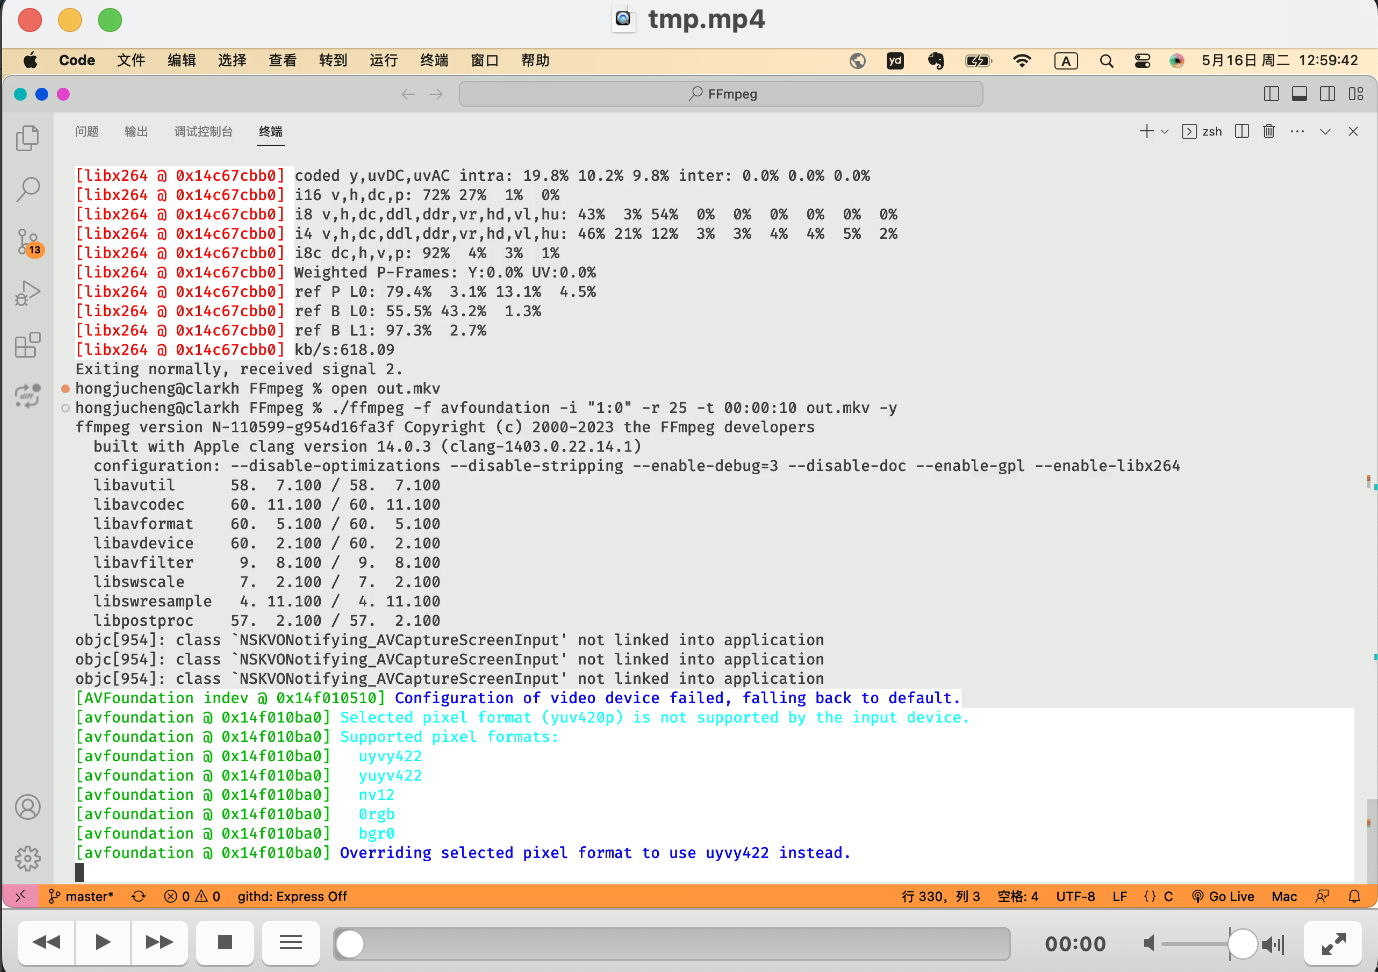 tmp.mp4
Code 文件 编辑 选择 查看 转到 运行 终端 窗口 帮助 yd A 5月16日 周二 12:59:42
FFmpeg
问题 输出 调试控制台 终端 zsh
[libx264 @ 0x14c67cbb0] coded y,uvDC,uvAC intra: 19.8% 10.2% 9.8% inter: 0.0% 0.0% 0.0%
[libx264 @ 0x14c67cbb0] i16 v,h,dc,p: 72% 27%  1%  0%
[libx264 @ 0x14c67cbb0] i8 v,h,dc,ddl,ddr,vr,hd,vl,hu: 43%  3% 54%  0%  0%  0%  0%  0%  0%
[libx264 @ 0x14c67cbb0] i4 v,h,dc,ddl,ddr,vr,hd,vl,hu: 46% 21% 12%  3%  3%  4%  4%  5%  2%
[libx264 @ 0x14c67cbb0] i8c dc,h,v,p: 92%  4%  3%  1%
[libx264 @ 0x14c67cbb0] Weighted P-Frames: Y:0.0% UV:0.0%
[libx264 @ 0x14c67cbb0] ref P L0: 79.4%  3.1% 13.1%  4.5%
[libx264 @ 0x14c67cbb0] ref B L0: 55.5% 43.2%  1.3%
[libx264 @ 0x14c67cbb0] ref B L1: 97.3%  2.7%
[libx264 @ 0x14c67cbb0] kb/s:618.09
Exiting normally, received signal 2.
hongjucheng@clarkh FFmpeg % open out.mkv
hongjucheng@clarkh FFmpeg % ./ffmpeg -f avfoundation -i "1:0" -r 25 -t 00:00:10 out.mkv -y
ffmpeg version N-110599-g954d16fa3f Copyright (c) 2000-2023 the FFmpeg developers
built with Apple clang version 14.0.3 (clang-1403.0.22.14.1)
configuration: --disable-optimizations --disable-stripping --enable-debug=3 --disable-doc --enable-gpl --enable-libx264
libavutil      58.  7.100 / 58.  7.100
libavcodec     60. 11.100 / 60. 11.100
libavformat    60.  5.100 / 60.  5.100
libavdevice    60.  2.100 / 60.  2.100
libavfilter     9.  8.100 /  9.  8.100
libswscale      7.  2.100 /  7.  2.100
libswresample   4. 11.100 /  4. 11.100
libpostproc    57.  2.100 / 57.  2.100
objc[954]: class `NSKVONotifying_AVCaptureScreenInput' not linked into application
objc[954]: class `NSKVONotifying_AVCaptureScreenInput' not linked into application
objc[954]: class `NSKVONotifying_AVCaptureScreenInput' not linked into application
[AVFoundation indev @ 0x14f010510] Configuration of video device failed, falling back to default.
[avfoundation @ 0x14f010ba0] Selected pixel format (yuv420p) is not supported by the input device.
[avfoundation @ 0x14f010ba0] Supported pixel formats:
[avfoundation @ 0x14f010ba0]   uyvy422
[avfoundation @ 0x14f010ba0]   yuyv422
[avfoundation @ 0x14f010ba0]   nv12
[avfoundation @ 0x14f010ba0]   0rgb
[avfoundation @ 0x14f010ba0]   bgr0
[avfoundation @ 0x14f010ba0] Overriding selected pixel format to use uyvy422 instead.
13
master* 0 0 githd: Express Off 行 330, 列 3 空格: 4 UTF-8 LF {} C Go Live Mac
00:00